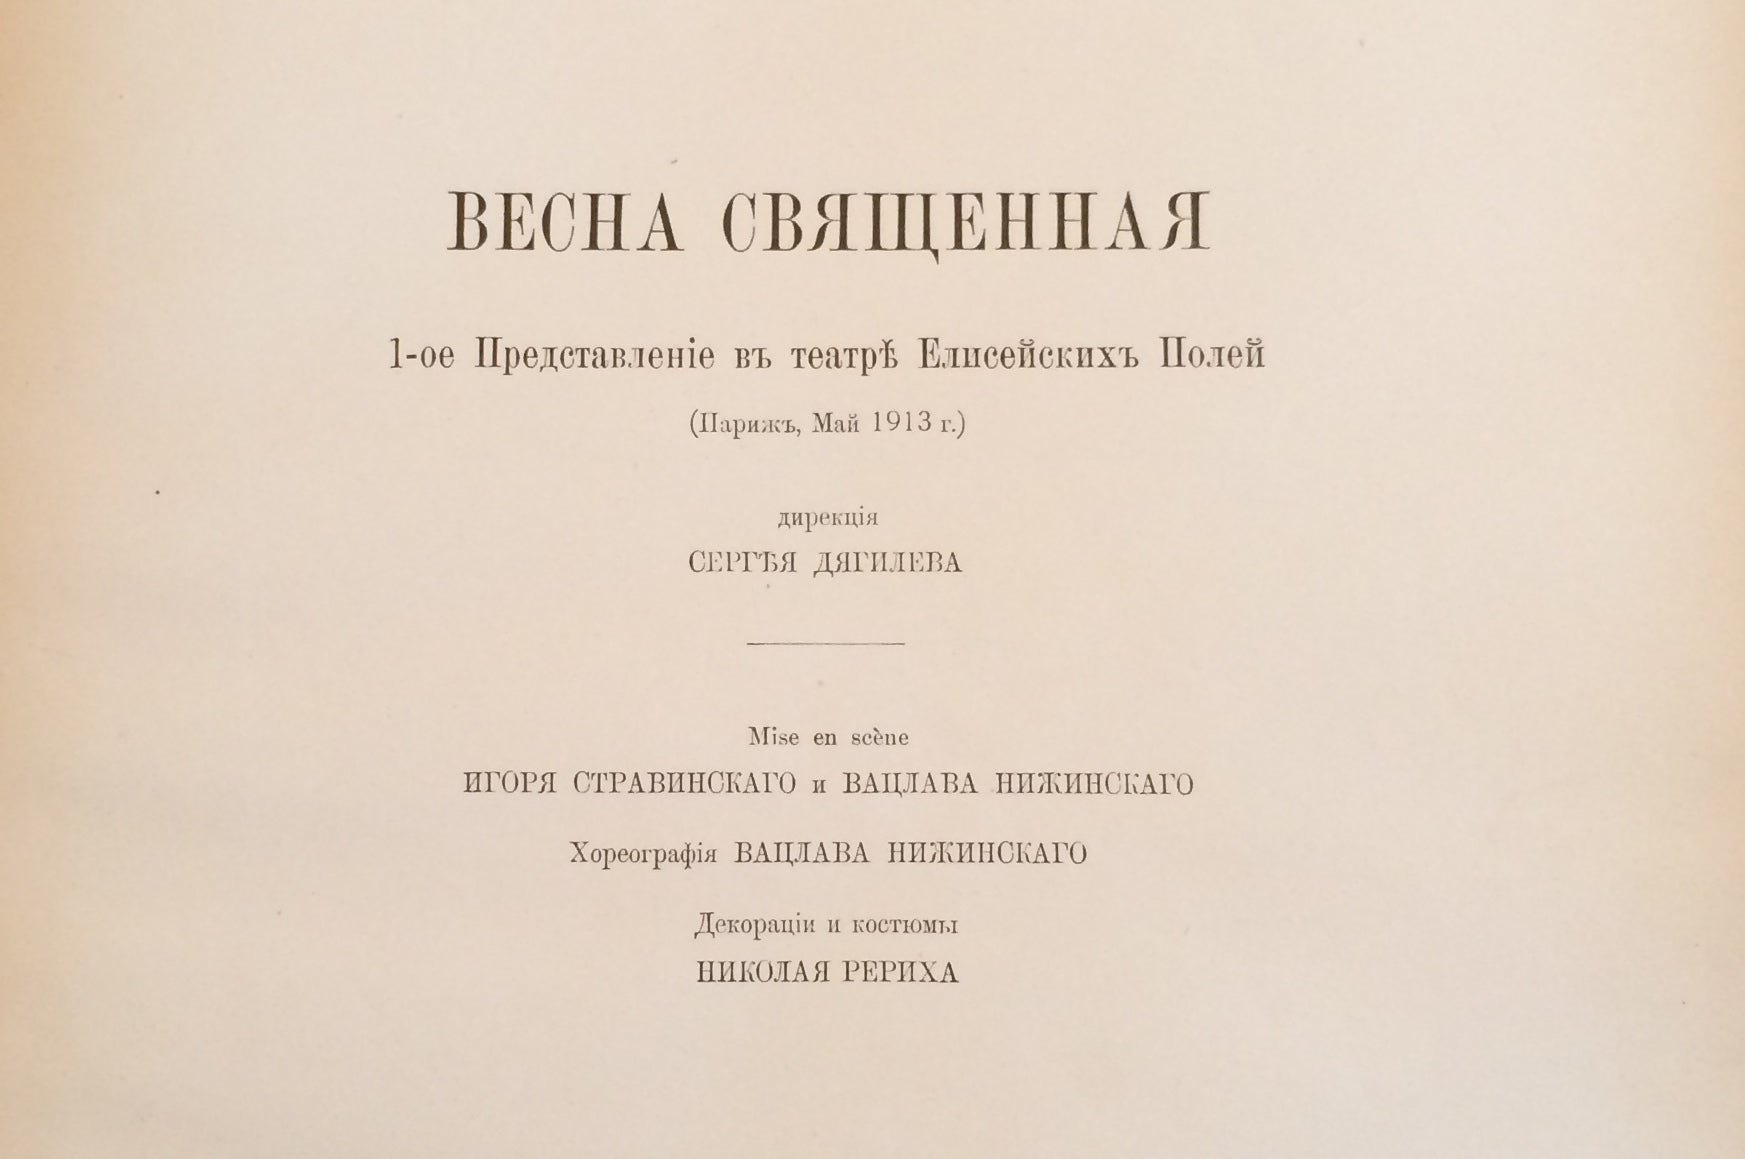 ВЕСНА СВЯЩЕННАЯ
1-ое Представленіе въ театрѣ Елисейскихъ Полей
(Парижъ, Май 1913 г.)
дирекція
СЕРГѢЯ ДЯГИЛЕВА
Mise en scène
ИГОРЯ СТРАВИНСКАГО и ВАЦЛАВА НИЖИНСКАГО
Хореографія ВАЦЛАВА НИЖИНСКАГО
Декораціи и костюмы
НИКОЛАЯ РЕРИХА